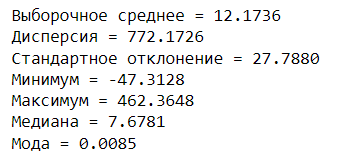 Выборочное среднее = 12.1736
Дисперсия = 772.1726
Стандартное отклонение = 27.7880
Минимум = -47.3128
Максимум = 462.3648
Медиана = 7.6781
Мода = 0.0085